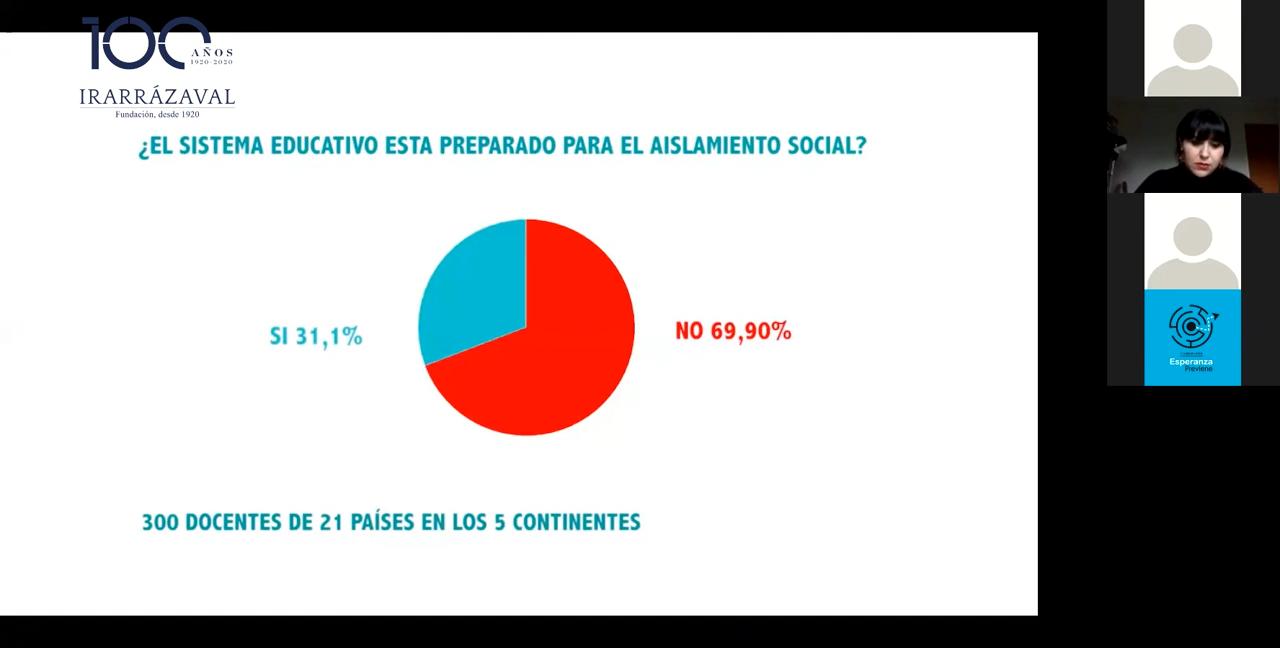 100
AÑOS
1920-2020
IRARRÁZAVAL
Fundación, desde 1920
¿EL SISTEMA EDUCATIVO ESTA PREPARADO PARA EL AISLAMIENTO SOCIAL?
SI 31,1%
NO 69,90%
300 DOCENTES DE 21 PAÍSES EN LOS 5 CONTINENTES
Esperanza
Previene